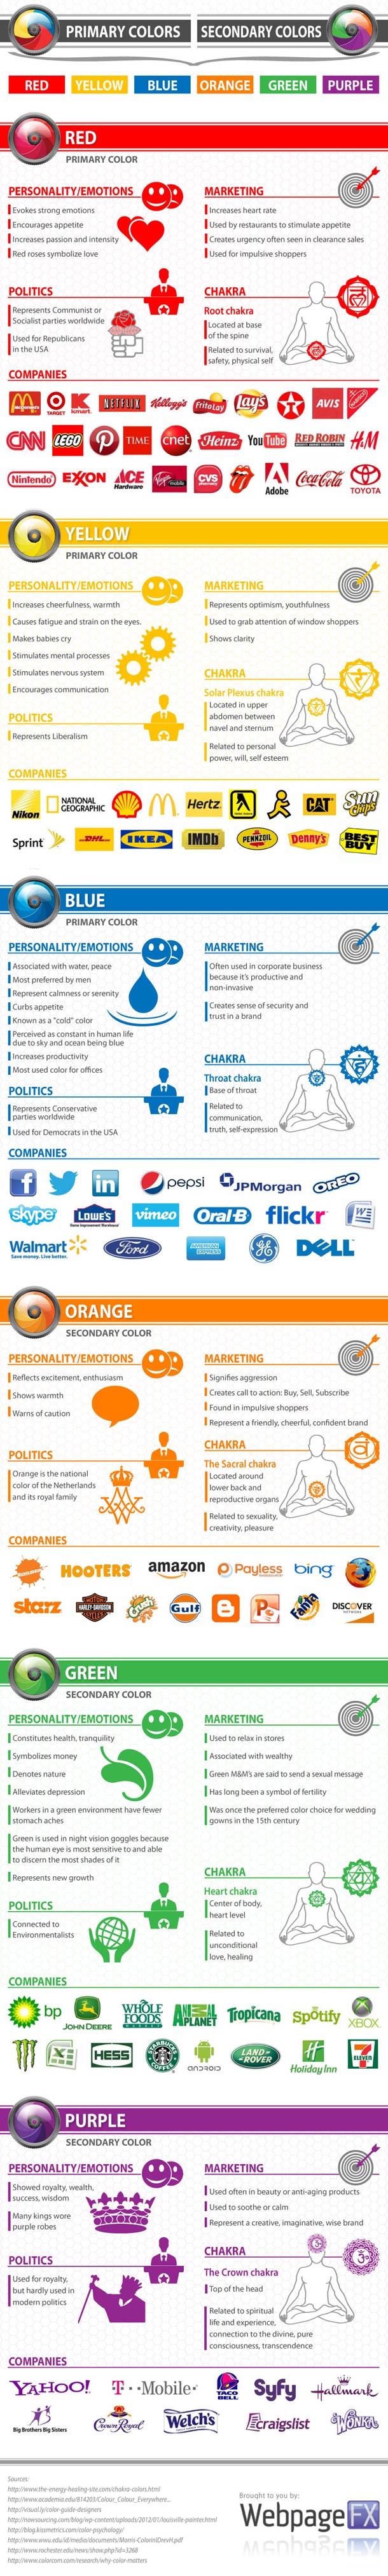 PRIMARY COLORS
SECONDARY COLORS
RED
YELLOW
BLUE
ORANGE
GREEN
PURPLE
RED
PRIMARY COLOR
PERSONALITY/EMOTIONS
Evokes strong emotions
Encourages appetite
Increases passion and intensity
Red roses symbolize love
MARKETING
Increases heart rate
Used by restaurants to stimulate appetite
Creates urgency often seen in clearance sales
Used for impulsive shoppers
POLITICS
Represents Communist or
Socialist parties worldwide
Used for Republicans
in the USA
CHAKRA
Root chakra
Located at base
of the spine
Related to survival,
safety, physical self
COMPANIES
McDonald's
TARGET
kmart
NETFLIX
Kellogg's
FritoLay
Lay's
AVIS
CNN
LEGO
TIME
cnet
Heinz
YouTube
RED ROBIN
H&M
Nintendo
EXXON
ACE
Hardware
Virgin
mobile
CVS
pharmacy
Adobe
Coca-Cola
TOYOTA
YELLOW
PRIMARY COLOR
PERSONALITY/EMOTIONS
Increases cheerfulness, warmth
Causes fatigue and strain on the eyes.
Makes babies cry
Stimulates mental processes
Stimulates nervous system
Encourages communication
MARKETING
Represents optimism, youthfulness
Used to grab attention of window shoppers
Shows clarity
POLITICS
Represents Liberalism
CHAKRA
Solar Plexus chakra
Located in upper
abdomen between
navel and sternum
Related to personal
power, will, self esteem
COMPANIES
Nikon
NATIONAL
GEOGRAPHIC
Hertz
CAT
Sun
Chips
Sprint
DHL
IKEA
IMDb
PENNZOIL
Denny's
BEST
BUY
BLUE
PRIMARY COLOR
PERSONALITY/EMOTIONS
Associated with water, peace
Most preferred by men
Represent calmness or serenity
Curbs appetite
Known as a "cold" color
Perceived as constant in human life
due to sky and ocean being blue
Increases productivity
Most used color for offices
MARKETING
Often used in corporate business
because it's productive and
non-invasive
Creates sense of security and
trust in a brand
POLITICS
Represents Conservative
parties worldwide
Used for Democrats in the USA
CHAKRA
Throat chakra
Base of throat
Related to
communication,
truth, self-expression
COMPANIES
f
in
pepsi
JPMorgan
OREO
skype
LOWE'S
vimeo
Oral-B
flickr
W
Walmart
Save money. Live better.
Ford
AMERICAN
EXPRESS
GE
DELL
ORANGE
SECONDARY COLOR
PERSONALITY/EMOTIONS
Reflects excitement, enthusiasm
Shows warmth
Warns of caution
MARKETING
Signifies aggression
Creates call to action: Buy, Sell, Subscribe
Found in impulsive shoppers
Represent a friendly, cheerful, confident brand
POLITICS
Orange is the national
color of the Netherlands
and its royal family
CHAKRA
The Sacral chakra
Located around
lower back and
reproductive organs
Related to sexuality,
creativity, pleasure
COMPANIES
HOOTERS
amazon
Payless
bing
starz
HARLEY-DAVIDSON
Crush
Gulf
P
Fanta
DISCOVER
NETWORK
GREEN
SECONDARY COLOR
PERSONALITY/EMOTIONS
Constitutes health, tranquility
Symbolizes money
Denotes nature
Alleviates depression
Workers in a green environment have fewer
stomach aches
Green is used in night vision goggles because
the human eye is most sensitive to and able
to discern the most shades of it
Represents new growth
MARKETING
Used to relax in stores
Associated with wealthy
Green M&M's are said to send a sexual message
Has long been a symbol of fertility
Was once the preferred color choice for wedding
gowns in the 15th century
POLITICS
Connected to
Environmentalists
CHAKRA
Heart chakra
Center of body,
heart level
Related to
unconditional
love, healing
COMPANIES
bp
JOHN DEERE
WHOLE
FOODS
MARKET
ANIMAL
PLANET
Tropicana
Spotify
XBOX
HESS
ANDROID
LAND-
ROVER
Holiday Inn
7
ELEVEN
PURPLE
SECONDARY COLOR
PERSONALITY/EMOTIONS
Showed royalty, wealth,
success, wisdom
Many kings wore
purple robes
MARKETING
Used often in beauty or anti-aging products
Used to soothe or calm
Represent a creative, imaginative, wise brand
POLITICS
Used for royalty,
but hardly used in
modern politics
CHAKRA
The Crown chakra
Top of the head
Related to spiritual
life and experience,
connection to the divine, pure
consciousness, transcendence
COMPANIES
YAHOO!
T··Mobile·
TACO
BELL
Syfy
Hallmark
Big Brothers Big Sisters
Crown Royal
Welch's
craigslist
WONKA
Sources:
http://www.the-energy-healing-site.com/chakra-colors.html
http://www.academia.edu/814203/Colour_Colour_Everywhere...
http://visual.ly/color-guide-designers
http://nowsourcing.com/blog/wp-content/uploads/2012/01/louisville-painter.html
http://blog.kissmetrics.com/color-psychology/
http://www.wwu.edu/id/media/documents/Morris-ColoriniDrevH.pdf
http://www.rochester.edu/news/show.php?id=3268
http://www.colorcom.com/research/why-color-matters
Brought to you by:
Webpage FX